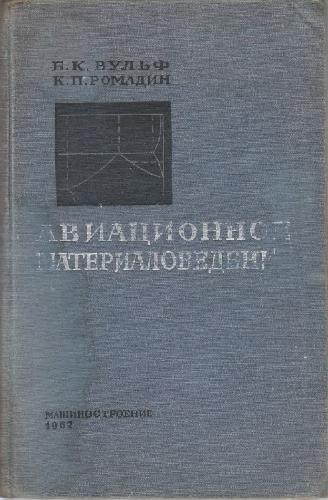 Б.К. ВУЛЬФ
К.П. РОМАДИН
АВИАЦИОННОЕ
МАТЕРИАЛОВЕДЕНИЕ
МАШИНОСТРОЕНИЕ
1967